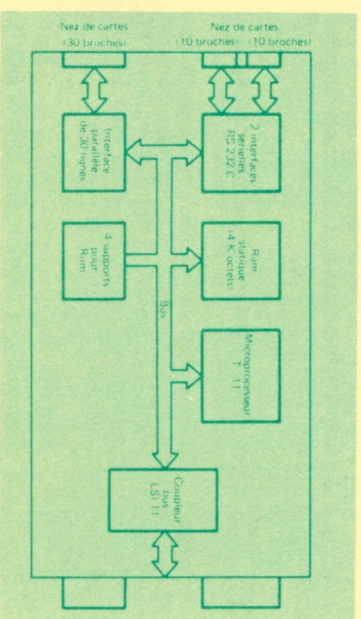 Nez de cartes
(30 broches)
Nez de cartes
(10 broches) (10 broches)
Interface
parallèle
de 30 lignes
2 interfaces
sérielles
RS 232 C
4 supports
pour
Ram
statique
(4 K octets)
Bus
Microprocesseur
T 11
Coupleur
bus
LSI 11